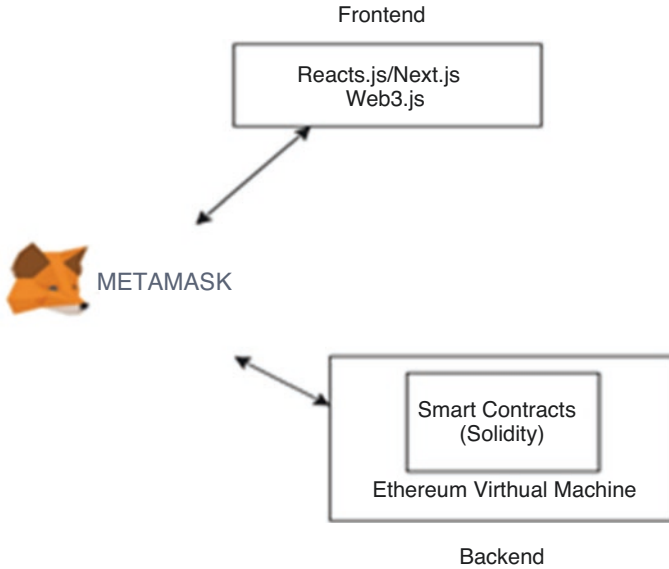 Frontend
Reacts.js/Next.js
Web3.js
METAMASK
Smart Contracts
(Solidity)
Ethereum Virthual Machine
Backend